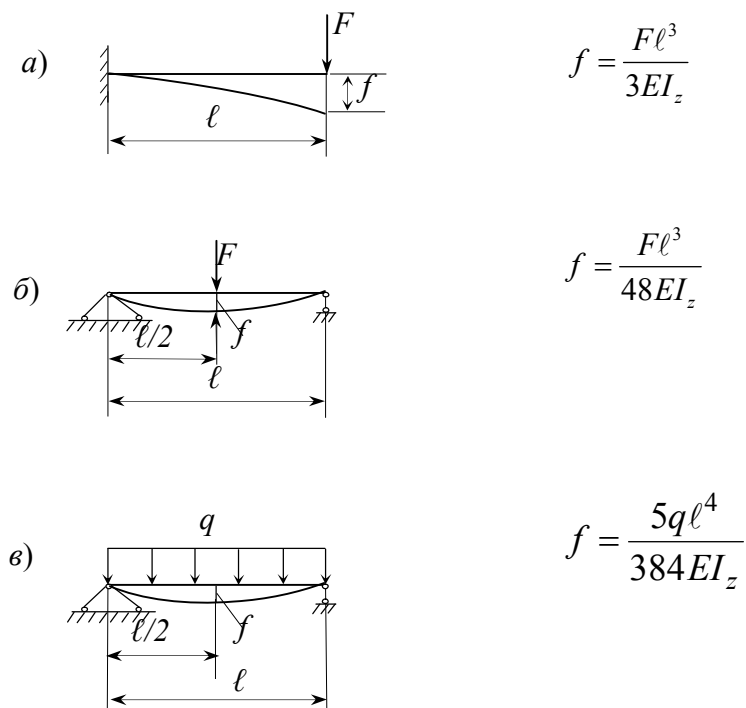 F
а)
f
ℓ
f = Fℓ³ / 3EI_z
F
б)
ℓ/2
f
ℓ
f = Fℓ³ / 48EI_z
q
в)
ℓ/2
f
ℓ
f = 5qℓ⁴ / 384EI_z